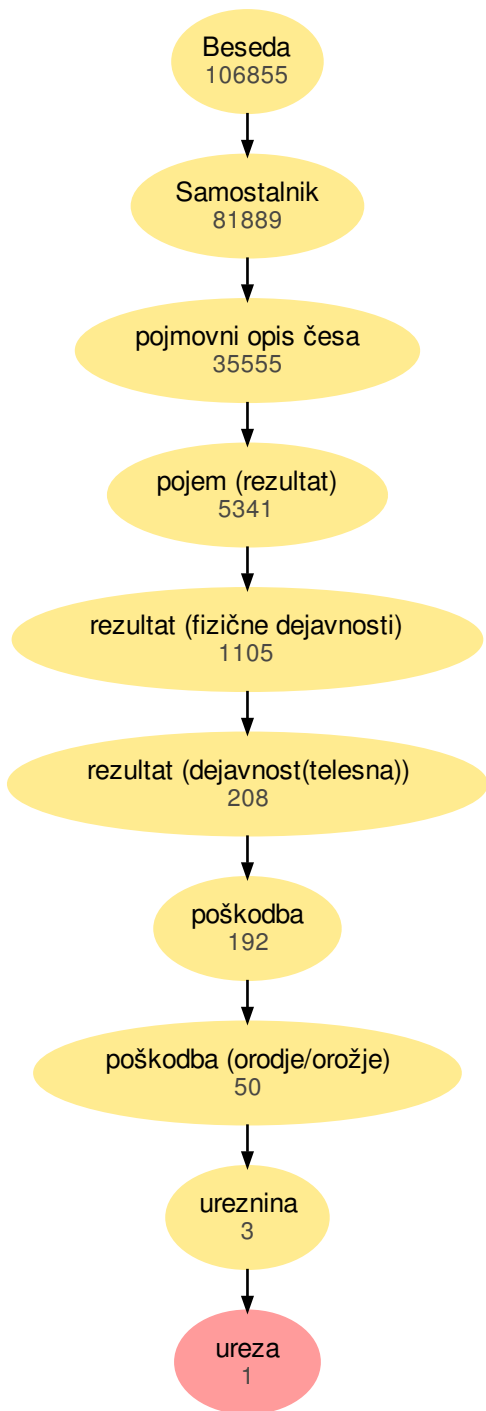 Beseda
106855
Samostalnik
81889
pojmovni opis česa
35555
pojem (rezultat)
5341
rezultat (fizične dejavnosti)
1105
rezultat (dejavnost(telesna))
208
poškodba
192
poškodba (orodje/orožje)
50
ureznina
3
ureza
1